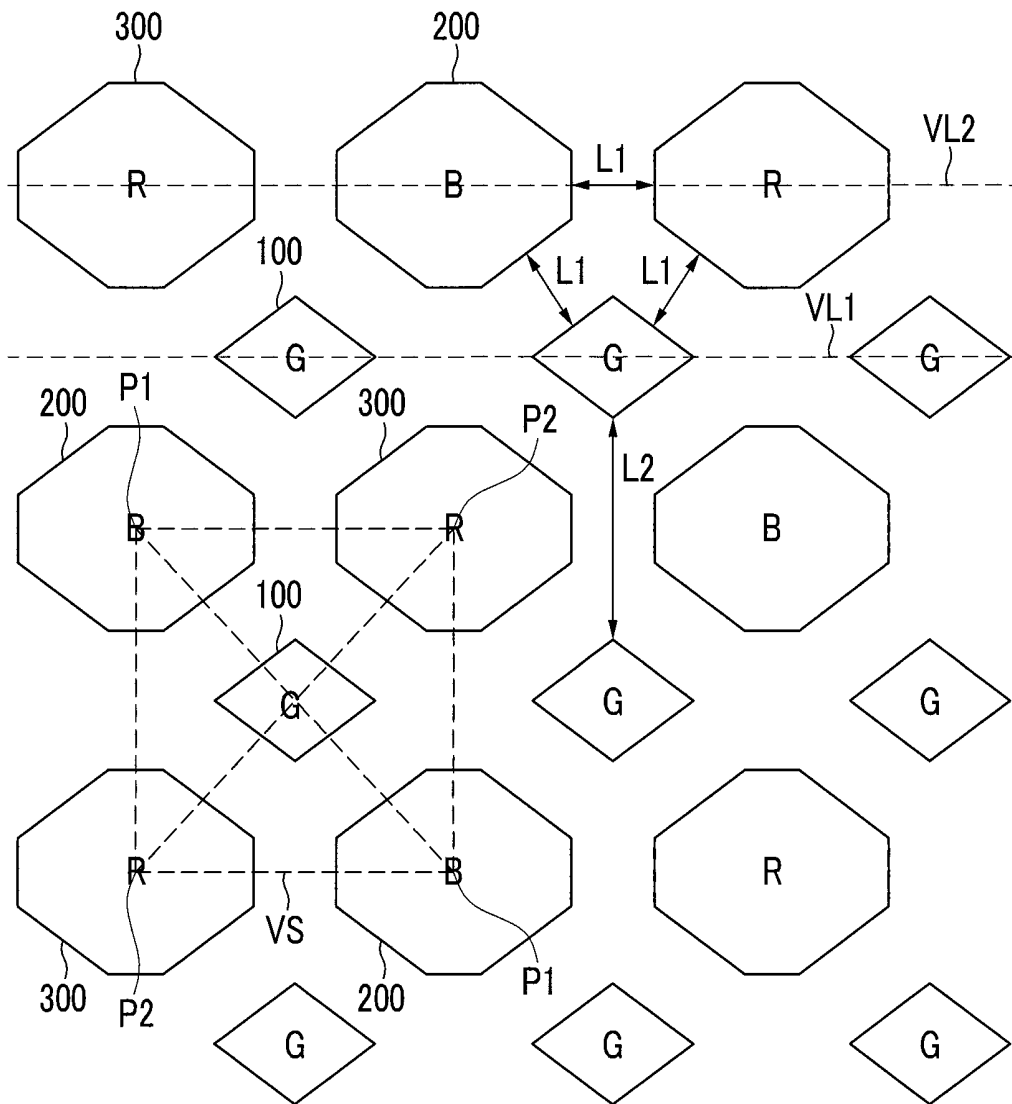 300 200
VL2
R B L1 R
100 L1 L1
VL1
G G G
P1
200 300 P2
L2
B R B
100
G G G
R B R
VS
300 P2 200 P1
G G G